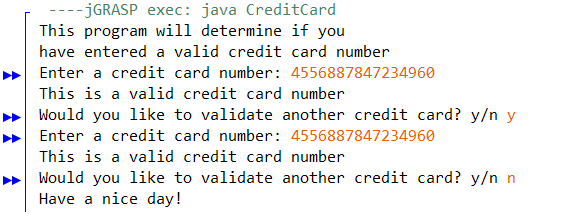 ----jGRASP exec: java CreditCard
This program will determine if you
have entered a valid credit card number
Enter a credit card number: 4556887847234960
This is a valid credit card number
Would you like to validate another credit card? y/n y
Enter a credit card number: 4556887847234960
This is a valid credit card number
Would you like to validate another credit card? y/n n
Have a nice day!